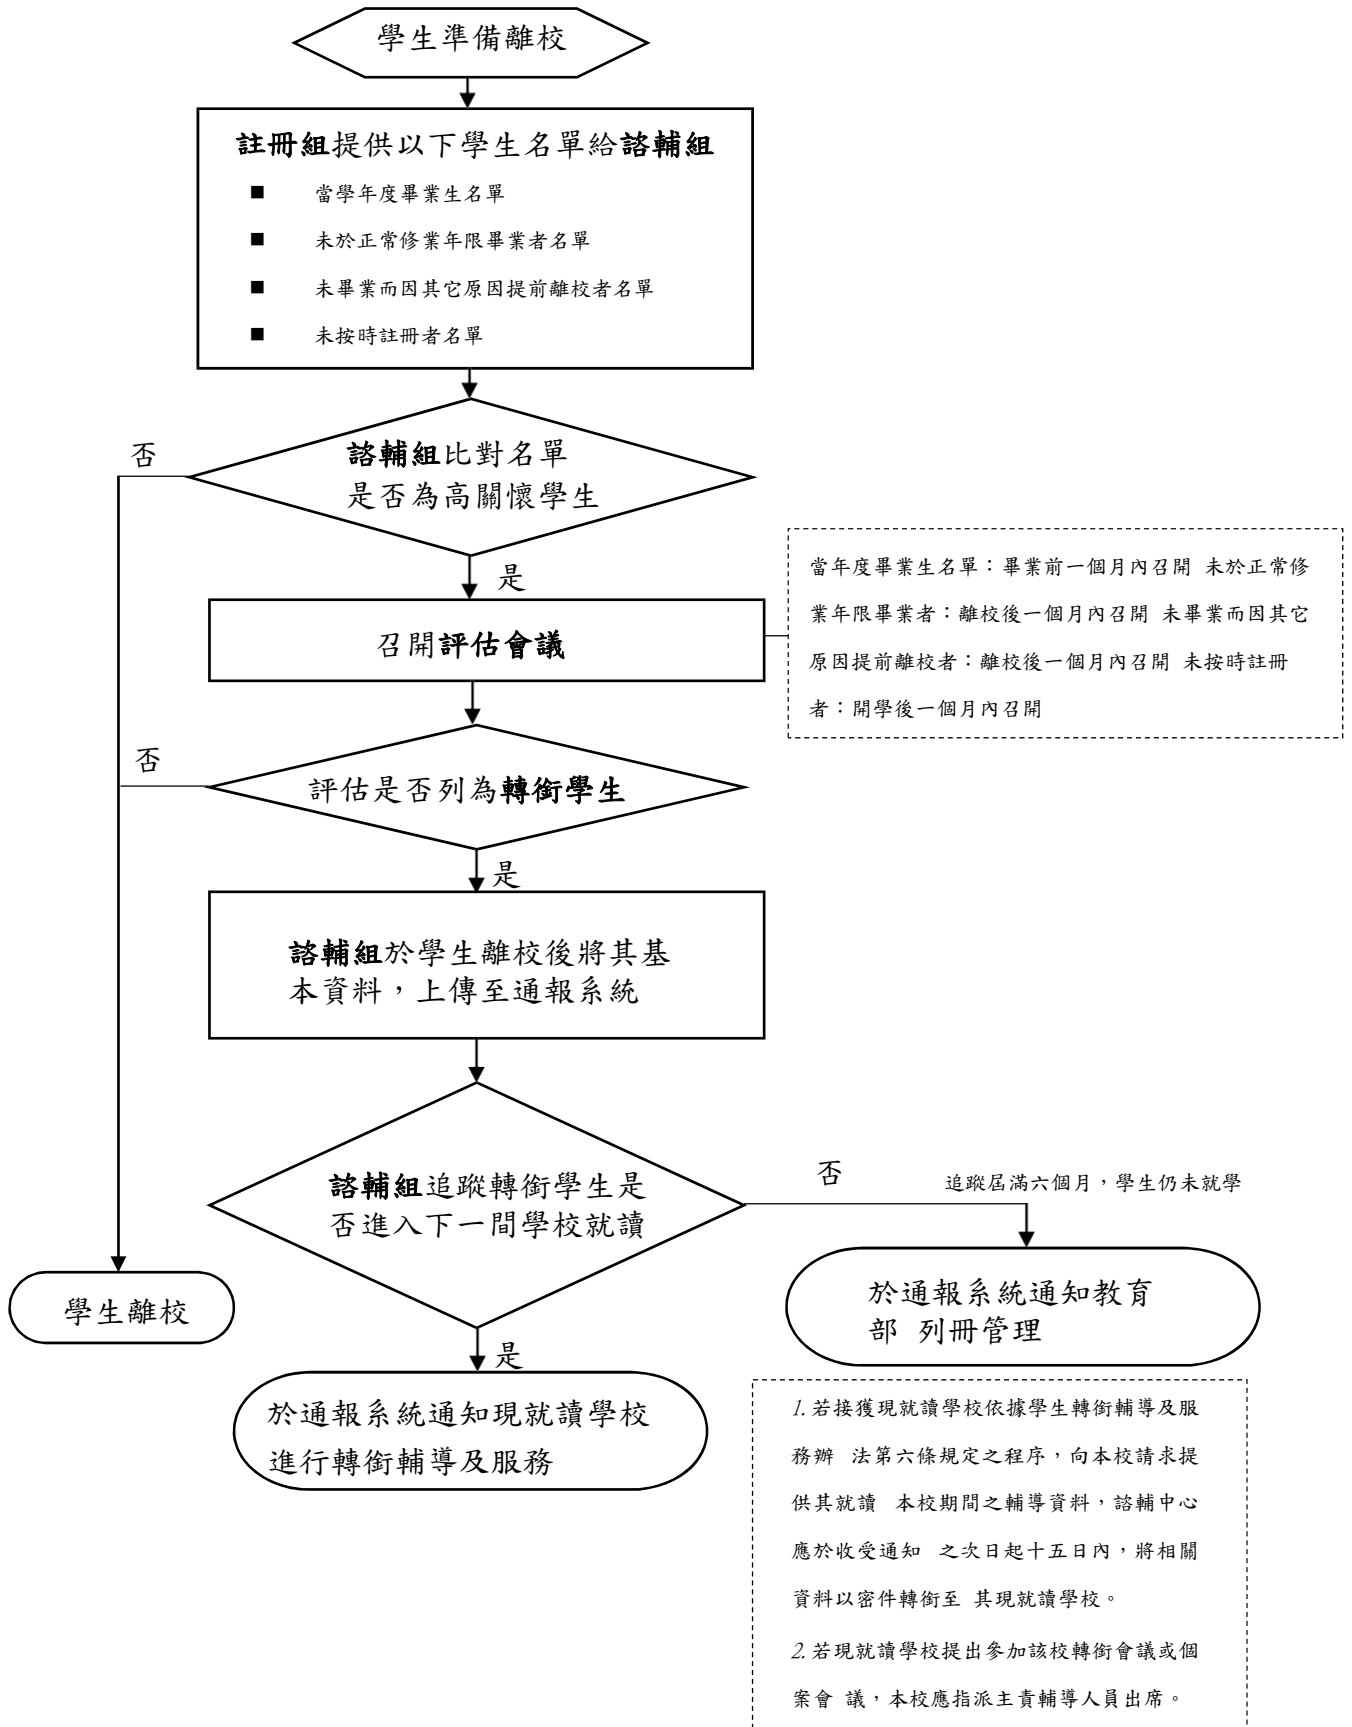 學生準備離校
註冊組提供以下學生名單給諮輔組
■ 當學年度畢業生名單
■ 未於正常修業年限畢業者名單
■ 未畢業而因其它原因提前離校者名單
■ 未按時註冊者名單
否
諮輔組比對名單
是否為高關懷學生
是
召開評估會議
當年度畢業生名單：畢業前一個月內召開 未於正常修
業年限畢業者：離校後一個月內召開 未畢業而因其它
原因提前離校者：離校後一個月內召開 未按時註冊
者：開學後一個月內召開
否
評估是否列為轉銜學生
是
諮輔組於學生離校後將其基
本資料，上傳至通報系統
諮輔組追蹤轉銜學生是
否進入下一間學校就讀
否
追蹤屆滿六個月，學生仍未就學
學生離校
於通報系統通知教育
部 列冊管理
是
於通報系統通知現就讀學校
進行轉銜輔導及服務
1.若接獲現就讀學校依據學生轉銜輔導及服
務辦 法第六條規定之程序，向本校請求提
供其就讀 本校期間之輔導資料，諮輔中心
應於收受通知 之次日起十五日內，將相關
資料以密件轉銜至 其現就讀學校。
2.若現就讀學校提出參加該校轉銜會議或個
案會 議，本校應指派主責輔導人員出席。